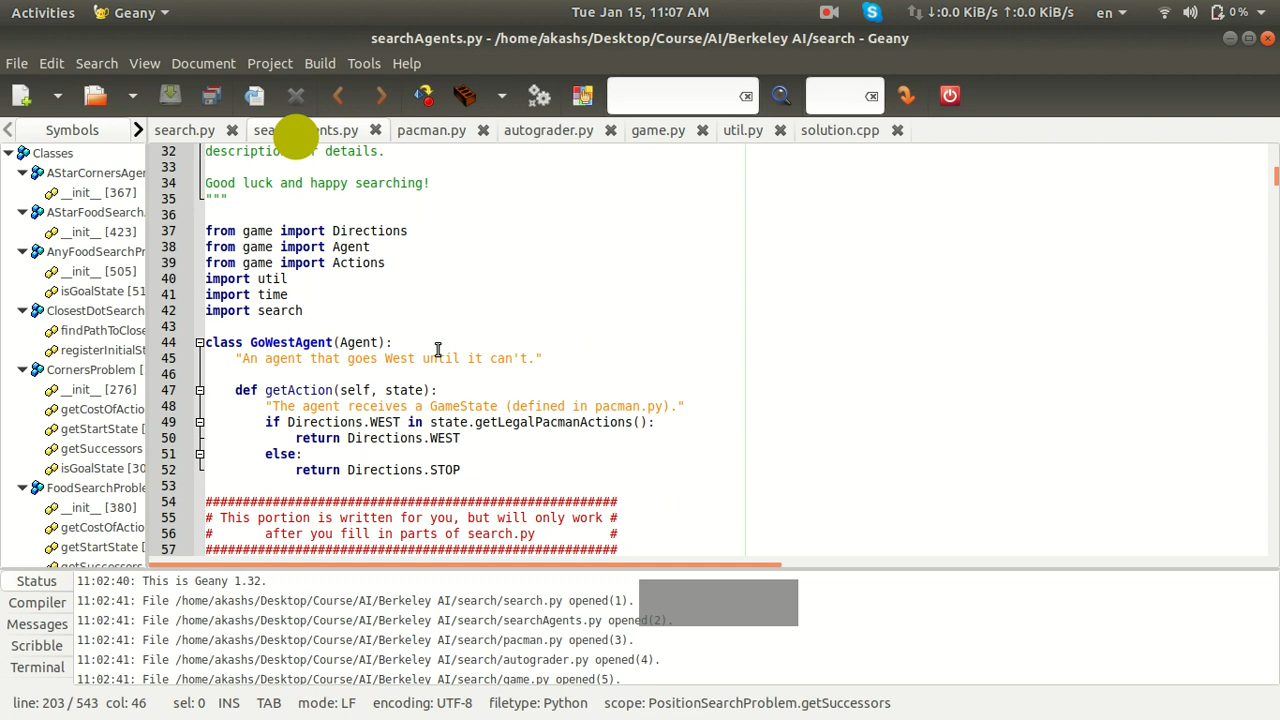 Activities Geany Tue Jan 15, 11:07 AM ↓:0.0 KiB/s ↑:0.0 KiB/s en 0 %
searchAgents.py - /home/akashs/Desktop/Course/AI/Berkeley AI/search - Geany
File Edit Search View Document Project Build Tools Help
Symbols search.py pacman.py autograder.py game.py util.py solution.cpp
Classes
AStarCornersAgen
__init__ [367]
AStarFoodSearch
__init__ [423]
AnyFoodSearchPr
__init__ [505]
isGoalState [51
ClosestDotSearch
findPathToClose
registerInitialSt
CornersProblem [
__init__ [276]
getCostOfActio
getStartState [
getSuccessors
isGoalState [30
FoodSearchProble
__init__ [380]
getCostOfActio
getStartState [
getSuccessors
32 details.
33
34 Good luck and happy searching!
35 """
36
37 from game import Directions
38 from game import Agent
39 from game import Actions
40 import util
41 import time
42 import search
43
44 class GoWestAgent(Agent):
45 "An agent that goes West until it can't."
46
47 def getAction(self, state):
48 "The agent receives a GameState (defined in pacman.py)."
49 if Directions.WEST in state.getLegalPacmanActions():
50 return Directions.WEST
51 else:
52 return Directions.STOP
53
54 #######################################################
55 # This portion is written for you, but will only work #
56 # after you fill in parts of search.py #
57 #######################################################
Status
Compiler
Messages
Scribble
Terminal
11:02:40: This is Geany 1.32.
11:02:41: File /home/akashs/Desktop/Course/AI/Berkeley AI/search/search.py opened(1).
11:02:41: File /home/akashs/Desktop/Course/AI/Berkeley AI/search/searchAgents.py opened(2).
11:02:41: File /home/akashs/Desktop/Course/AI/Berkeley AI/search/pacman.py opened(3).
11:02:41: File /home/akashs/Desktop/Course/AI/Berkeley AI/search/autograder.py opened(4).
11:02:41: File /home/akashs/Desktop/Course/AI/Berkeley AI/search/game.py opened(5).
line: 203 / 543 col: 46 sel: 0 INS TAB mode: LF encoding: UTF-8 filetype: Python scope: PositionSearchProblem.getSuccessors